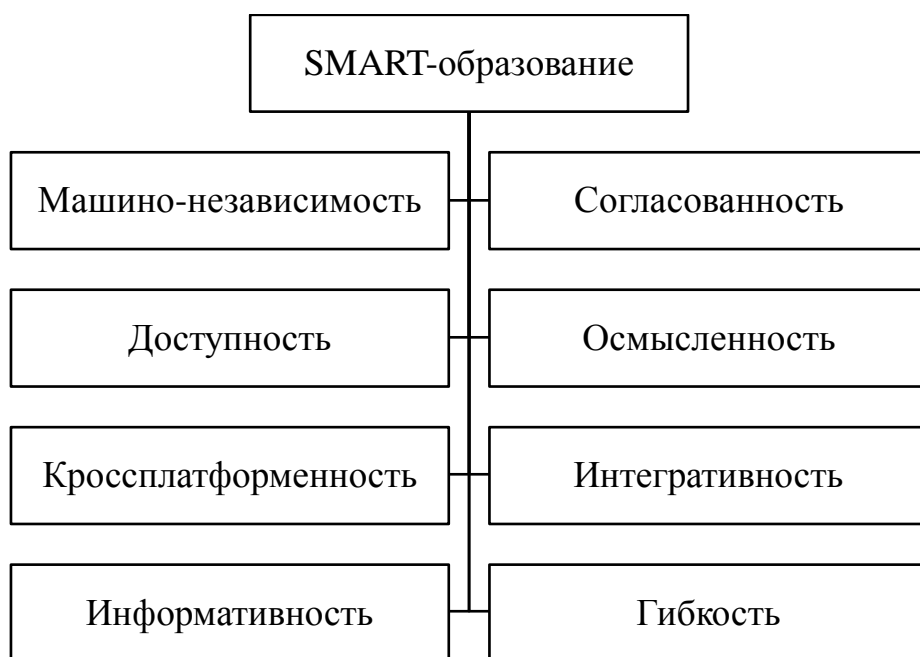 SMART-образование
Машино-независимость
Согласованность
Доступность
Осмысленность
Кроссплатформенность
Интегративность
Информативность
Гибкость